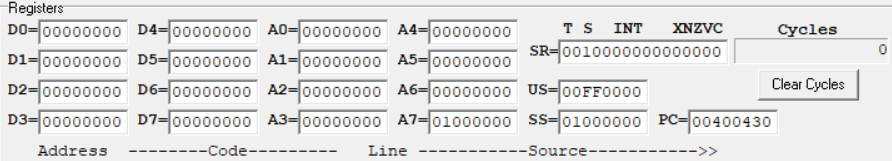 Registers
D0=00000000 D4=00000000 A0=00000000 A4=00000000 T S INT XNZVC Cycles
D1=00000000 D5=00000000 A1=00000000 A5=00000000 SR=0010000000000000 0
D2=00000000 D6=00000000 A2=00000000 A6=00000000 US=00FF0000 Clear Cycles
D3=00000000 D7=00000000 A3=00000000 A7=01000000 SS=01000000 PC=00400430
Address --------Code--------- Line -----------Source------------>>